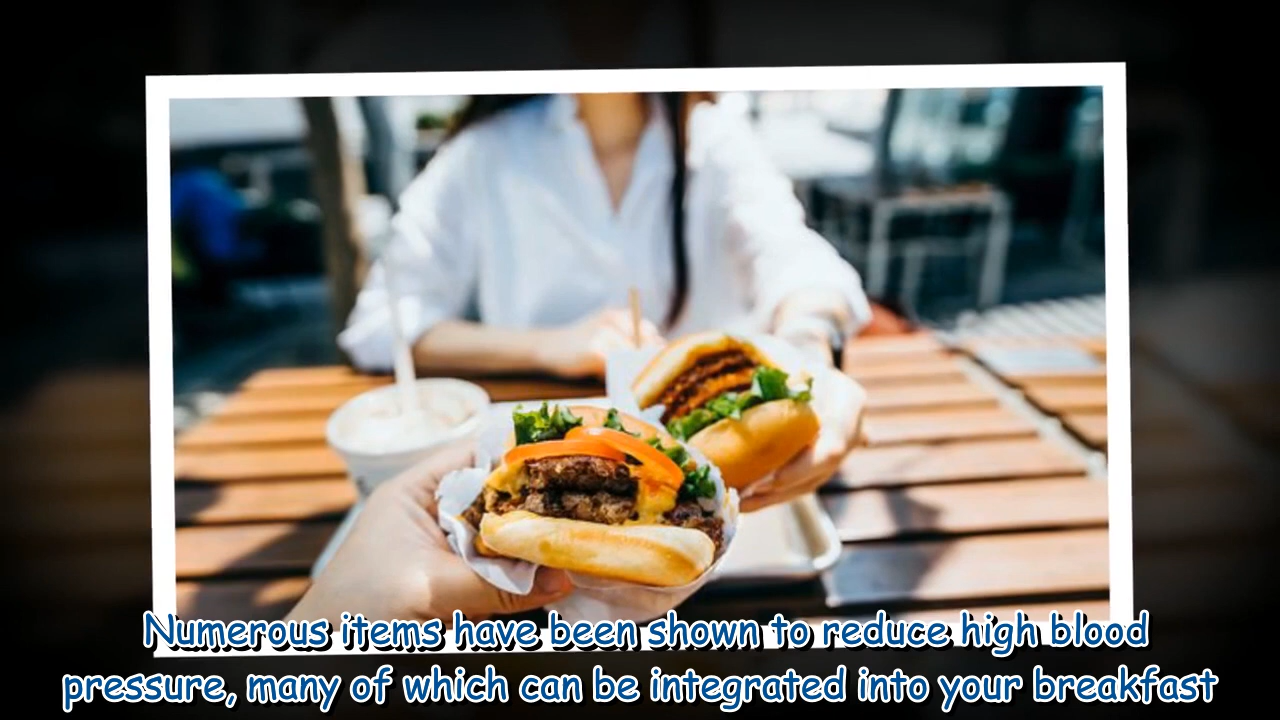 Numerous items have been shown to reduce high blood
pressure, many of which can be integrated into your breakfast